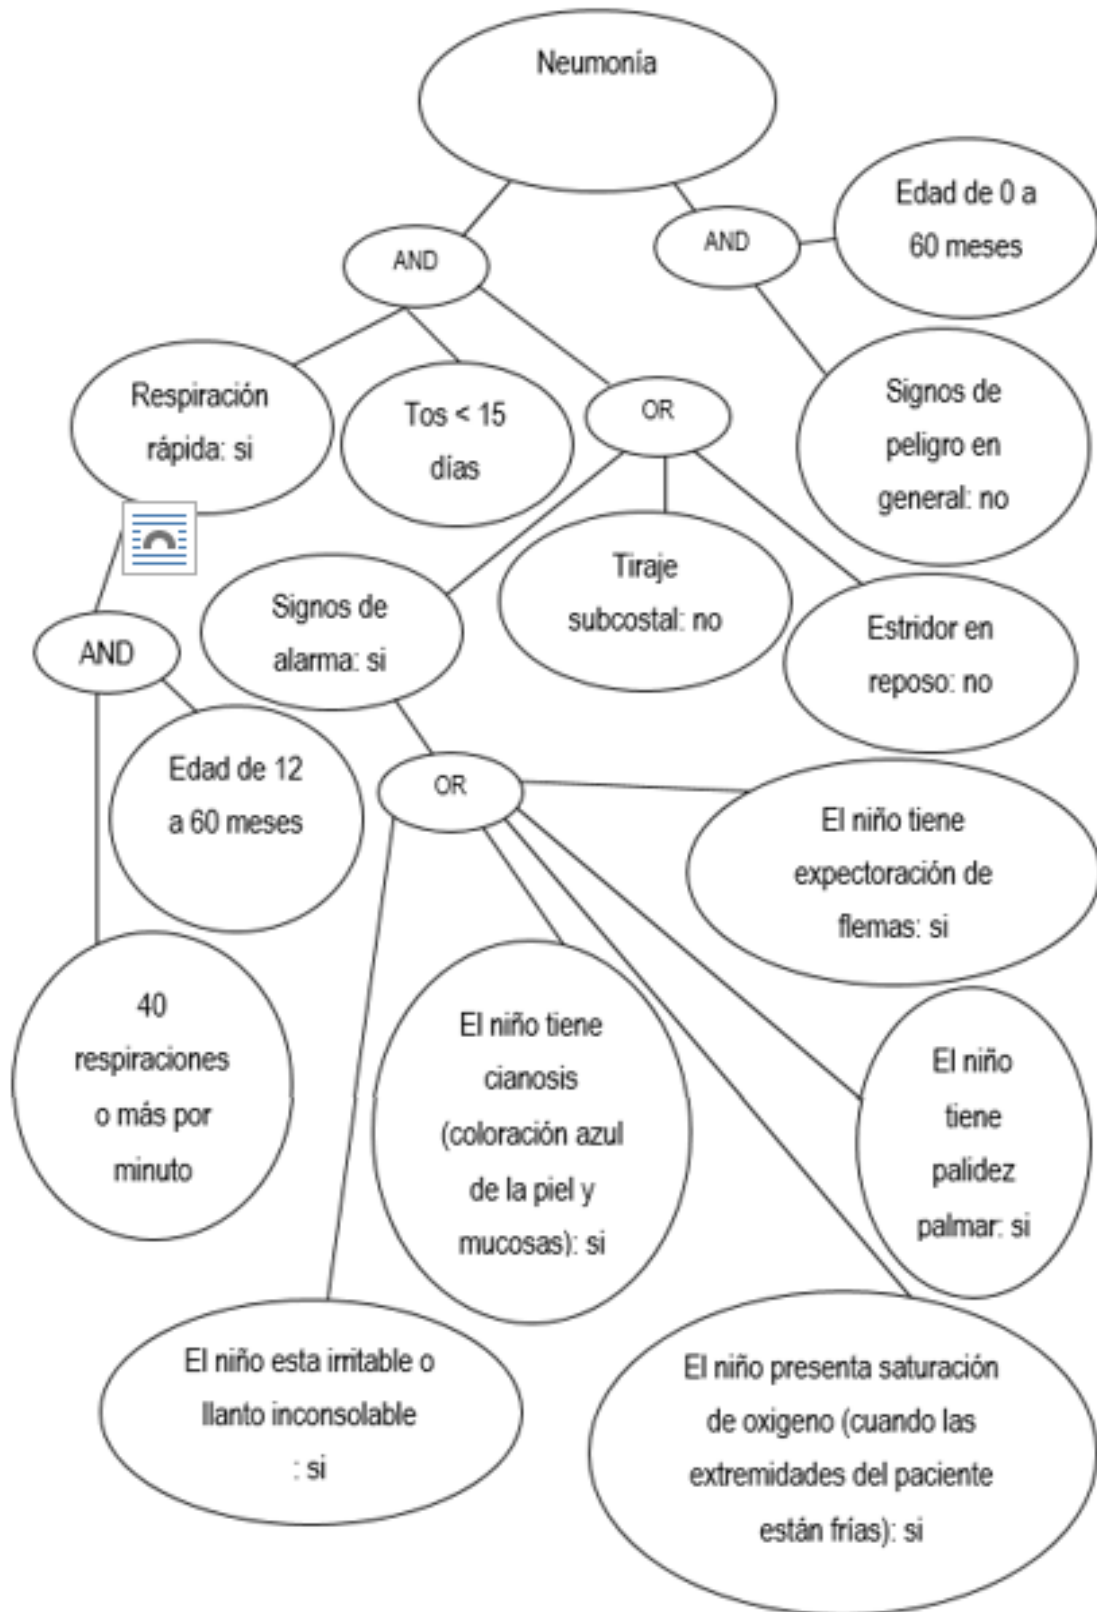 Neumonía
AND
AND
Edad de 0 a
60 meses
Respiración
rápida: si
Tos < 15
días
OR
Signos de
peligro en
general: no
Signos de
alarma: si
Tiraje
subcostal: no
Estridor en
reposo: no
AND
Edad de 12
a 60 meses
OR
El niño tiene
expectoración de
flemas: si
40
respiraciones
o más por
minuto
El niño tiene
cianosis
(coloración azul
de la piel y
mucosas): si
El niño
tiene
palidez
palmar: si
El niño esta irritable o
llanto inconsolable
: si
El niño presenta saturación
de oxigeno (cuando las
extremidades del paciente
están frías): si